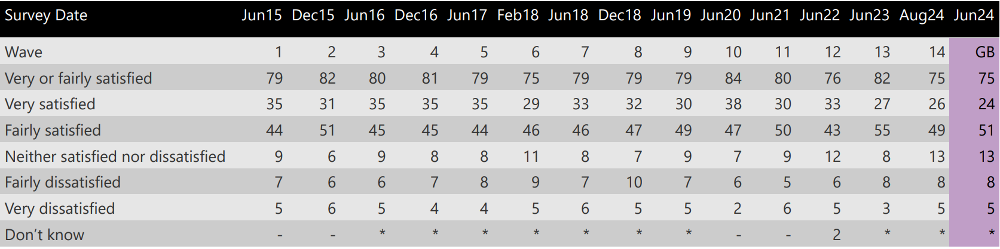 Survey Date Jun15 Dec15 Jun16 Dec16 Jun17 Feb18 Jun18 Dec18 Jun19 Jun20 Jun21 Jun22 Jun23 Aug24 Jun24
Wave 1 2 3 4 5 6 7 8 9 10 11 12 13 14 GB
Very or fairly satisfied 79 82 80 81 79 75 79 79 79 84 80 76 82 75 75
Very satisfied 35 31 35 35 35 29 33 32 30 38 30 33 27 26 24
Fairly satisfied 44 51 45 45 44 46 46 47 49 47 50 43 55 49 51
Neither satisfied nor dissatisfied 9 6 9 8 8 11 8 7 9 7 9 12 8 13 13
Fairly dissatisfied 7 6 6 7 8 9 7 10 7 6 5 6 8 8 8
Very dissatisfied 5 6 5 4 4 5 6 5 5 2 6 5 3 5 5
Don’t know - - * * * * * * * - - 2 * * *